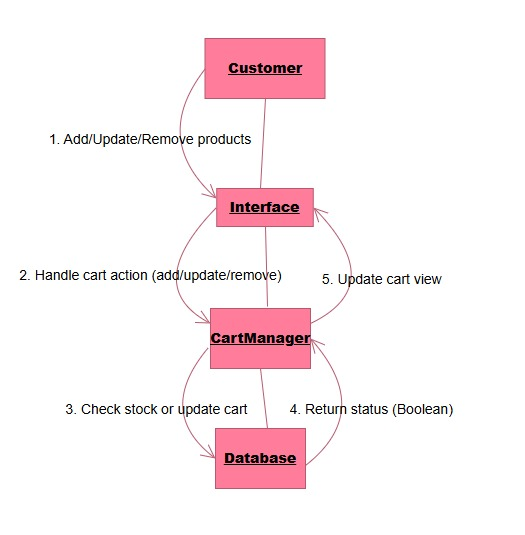 Customer
1. Add/Update/Remove products
Interface
2. Handle cart action (add/update/remove)
5. Update cart view
CartManager
3. Check stock or update cart
4. Return status (Boolean)
Database